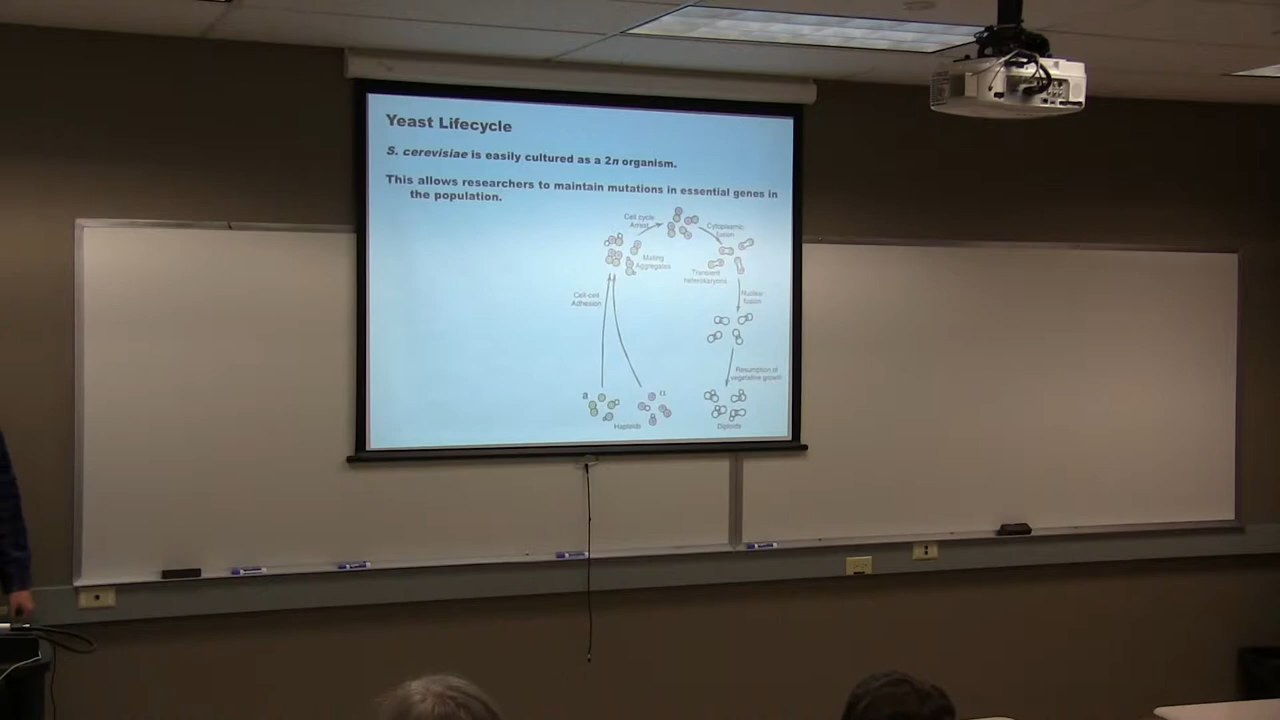 Yeast Lifecycle
S. cerevisiae is easily cultured as a 2n organism.
This allows researchers to maintain mutations in essential genes in
the population.
Cell cycle
Arrest
Cytoplasmic
fusion
Mating
Aggregates
Transient
heterokaryons
Cell-cell
Adhesion
Nuclear
fusion
Resumption of
vegetative growth
a
α
Haploids
Diploids